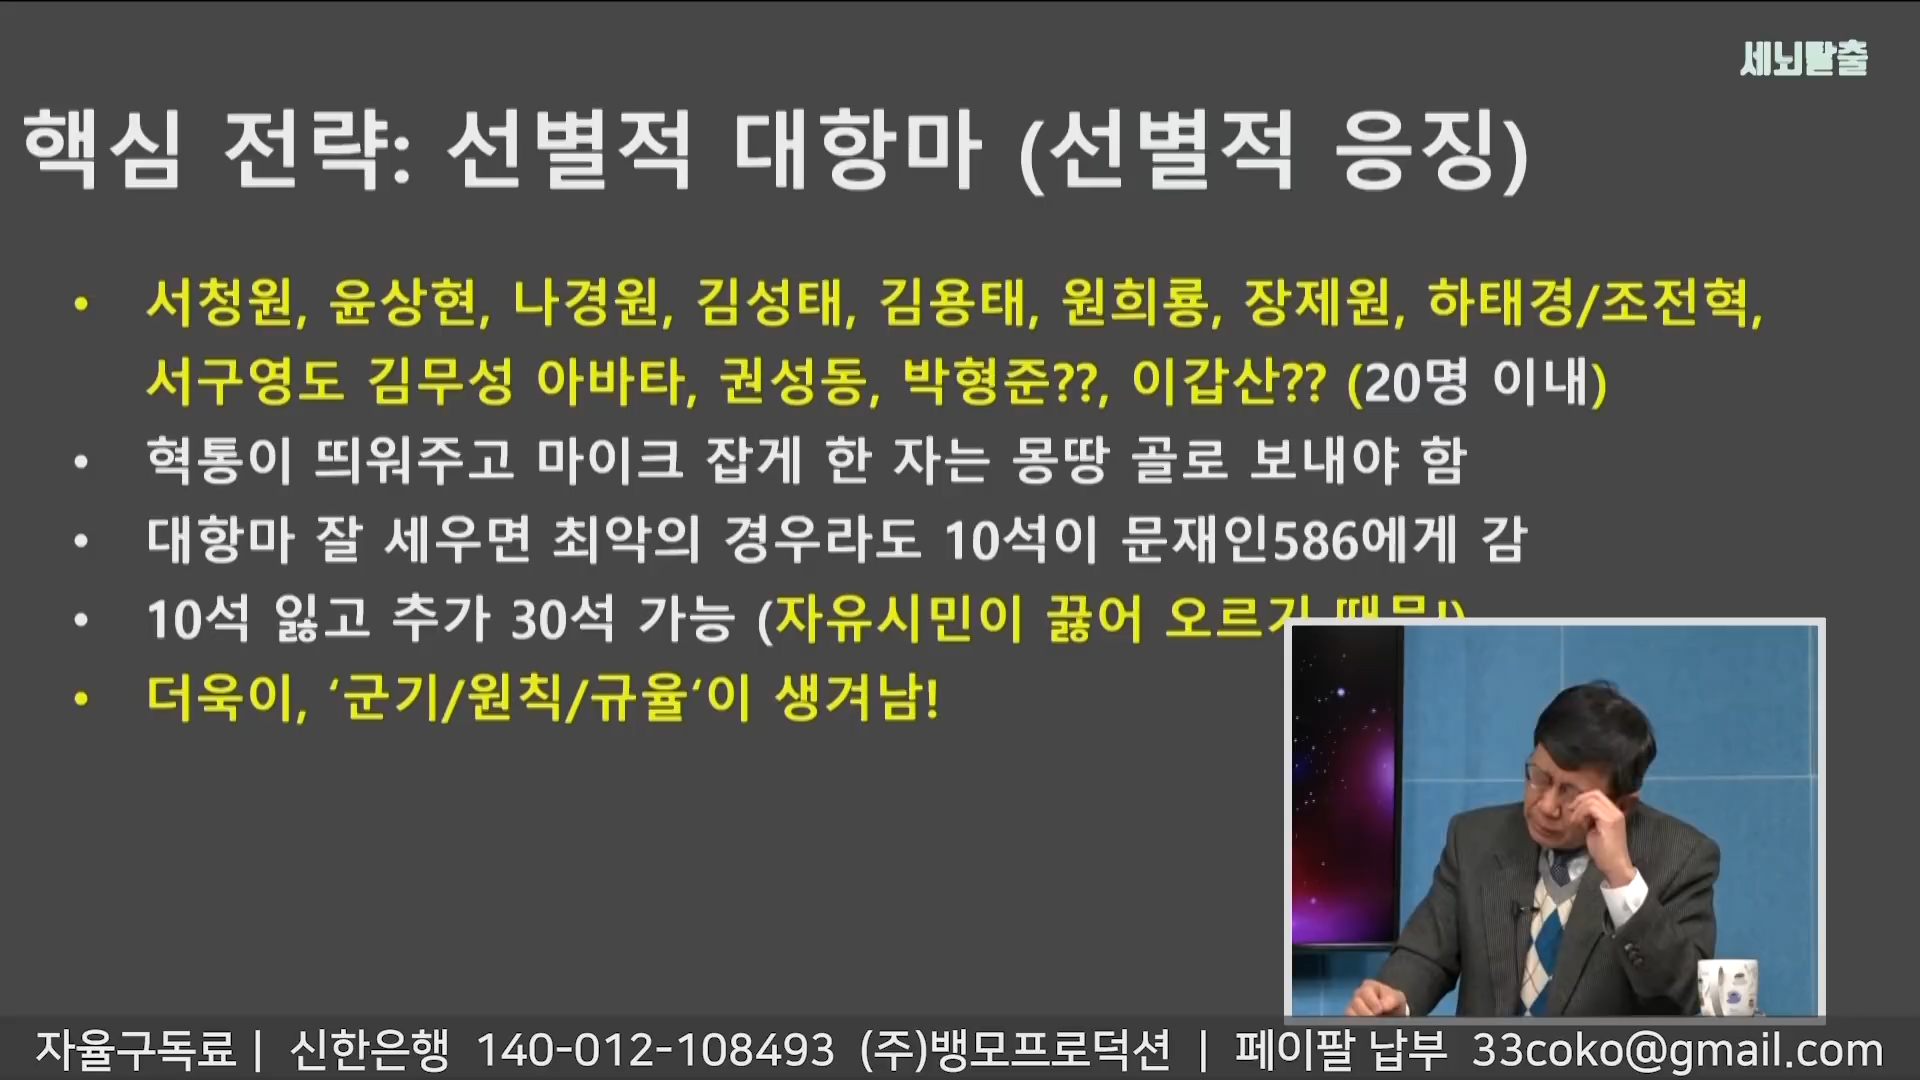 세뇌탈출
핵심 전략: 선별적 대항마 (선별적 응징)
• 서청원, 윤상현, 나경원, 김성태, 김용태, 원희룡, 장제원, 하태경/조전혁,
서구영도 김무성 아바타, 권성동, 박형준??, 이갑산?? (20명 이내)
• 혁통이 띄워주고 마이크 잡게 한 자는 몽땅 골로 보내야 함
• 대항마 잘 세우면 최악의 경우라도 10석이 문재인586에게 감
• 10석 잃고 추가 30석 가능 (자유시민이 끓어 오르기 때문!)
• 더욱이, ‘군기/원칙/규율‘이 생겨남!
자율구독료 | 신한은행 140-012-108493 (주)뱅모프로덕션 | 페이팔 납부 33coko@gmail.com